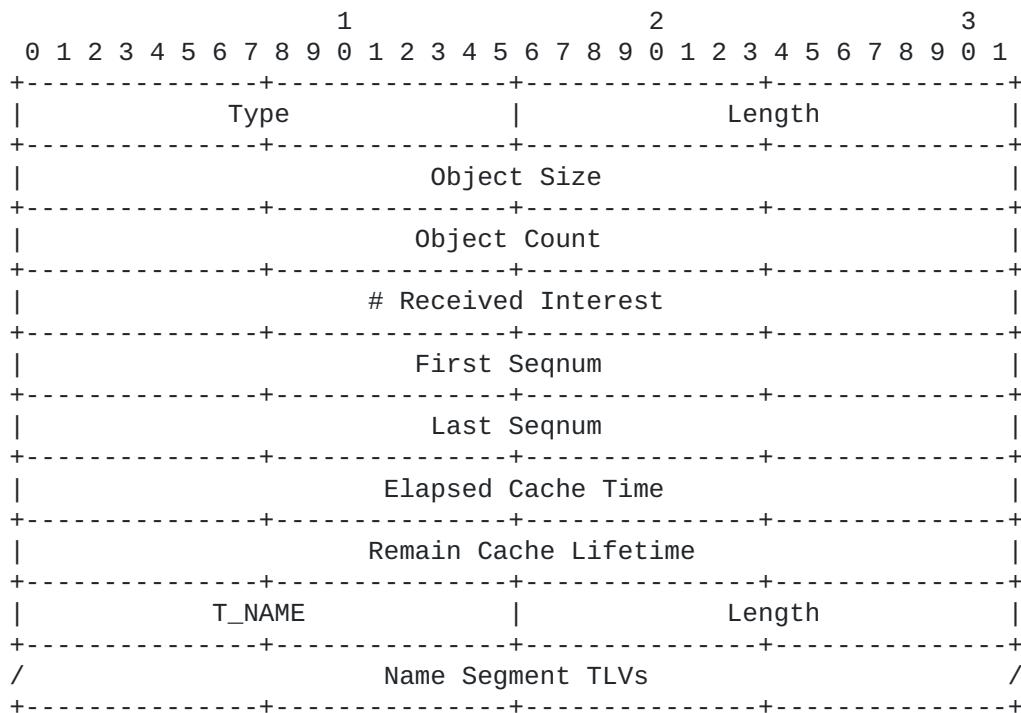 1                   2                   3
 0 1 2 3 4 5 6 7 8 9 0 1 2 3 4 5 6 7 8 9 0 1 2 3 4 5 6 7 8 9 0 1
+---------------+---------------+---------------+---------------+
|             Type              |             Length            |
+---------------+---------------+---------------+---------------+
|                          Object Size                          |
+---------------+---------------+---------------+---------------+
|                         Object Count                          |
+---------------+---------------+---------------+---------------+
|                      # Received Interest                      |
+---------------+---------------+---------------+---------------+
|                         First Seqnum                          |
+---------------+---------------+---------------+---------------+
|                          Last Seqnum                          |
+---------------+---------------+---------------+---------------+
|                       Elapsed Cache Time                      |
+---------------+---------------+---------------+---------------+
|                      Remain Cache Lifetime                    |
+---------------+---------------+---------------+---------------+
|            T_NAME             |             Length            |
+---------------+---------------+---------------+---------------+
/                       Name Segment TLVs                       /
+---------------+---------------+---------------+---------------+